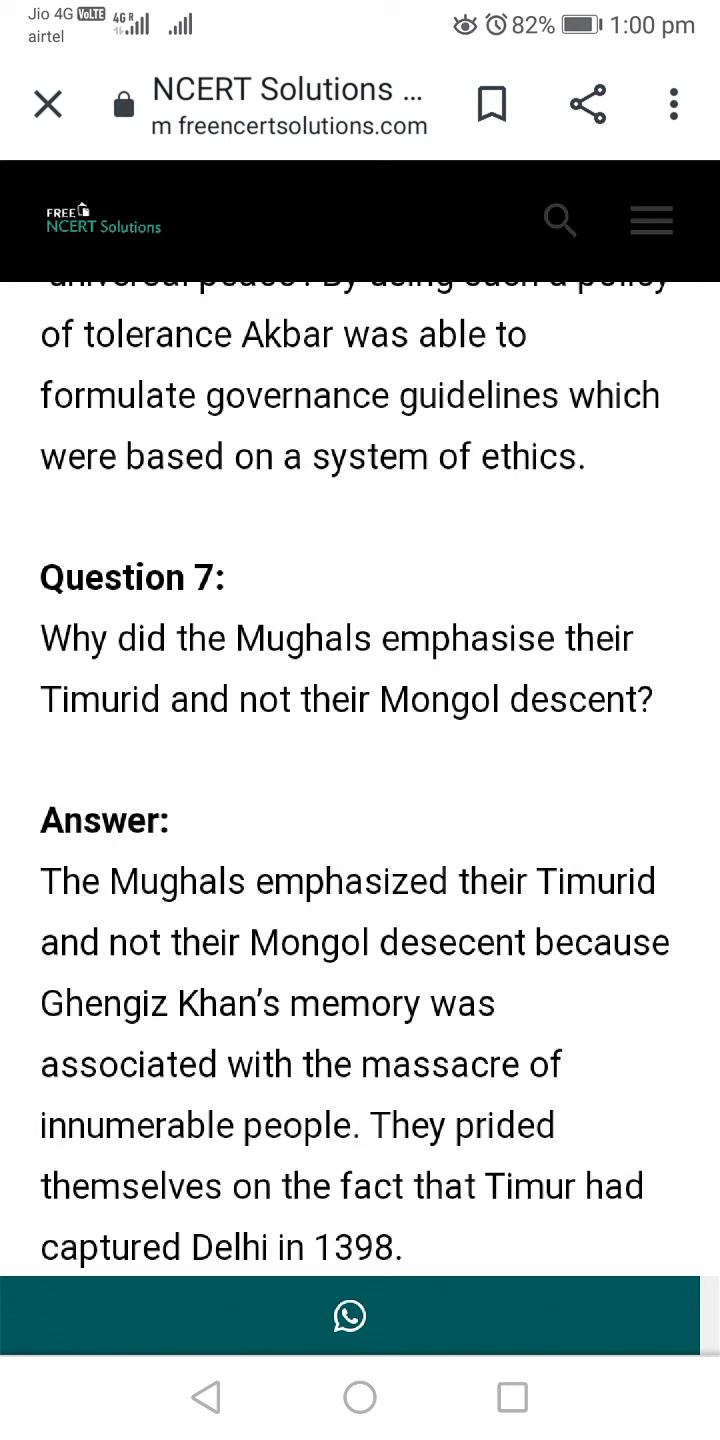 Jio 4G VoLTE 4G R 82% 1:00 pm
airtel
NCERT Solutions ...
m freencertsolutions.com
FREE
NCERT Solutions
of tolerance Akbar was able to
formulate governance guidelines which
were based on a system of ethics.
Question 7:
Why did the Mughals emphasise their
Timurid and not their Mongol descent?
Answer:
The Mughals emphasized their Timurid
and not their Mongol desecent because
Ghengiz Khan’s memory was
associated with the massacre of
innumerable people. They prided
themselves on the fact that Timur had
captured Delhi in 1398.